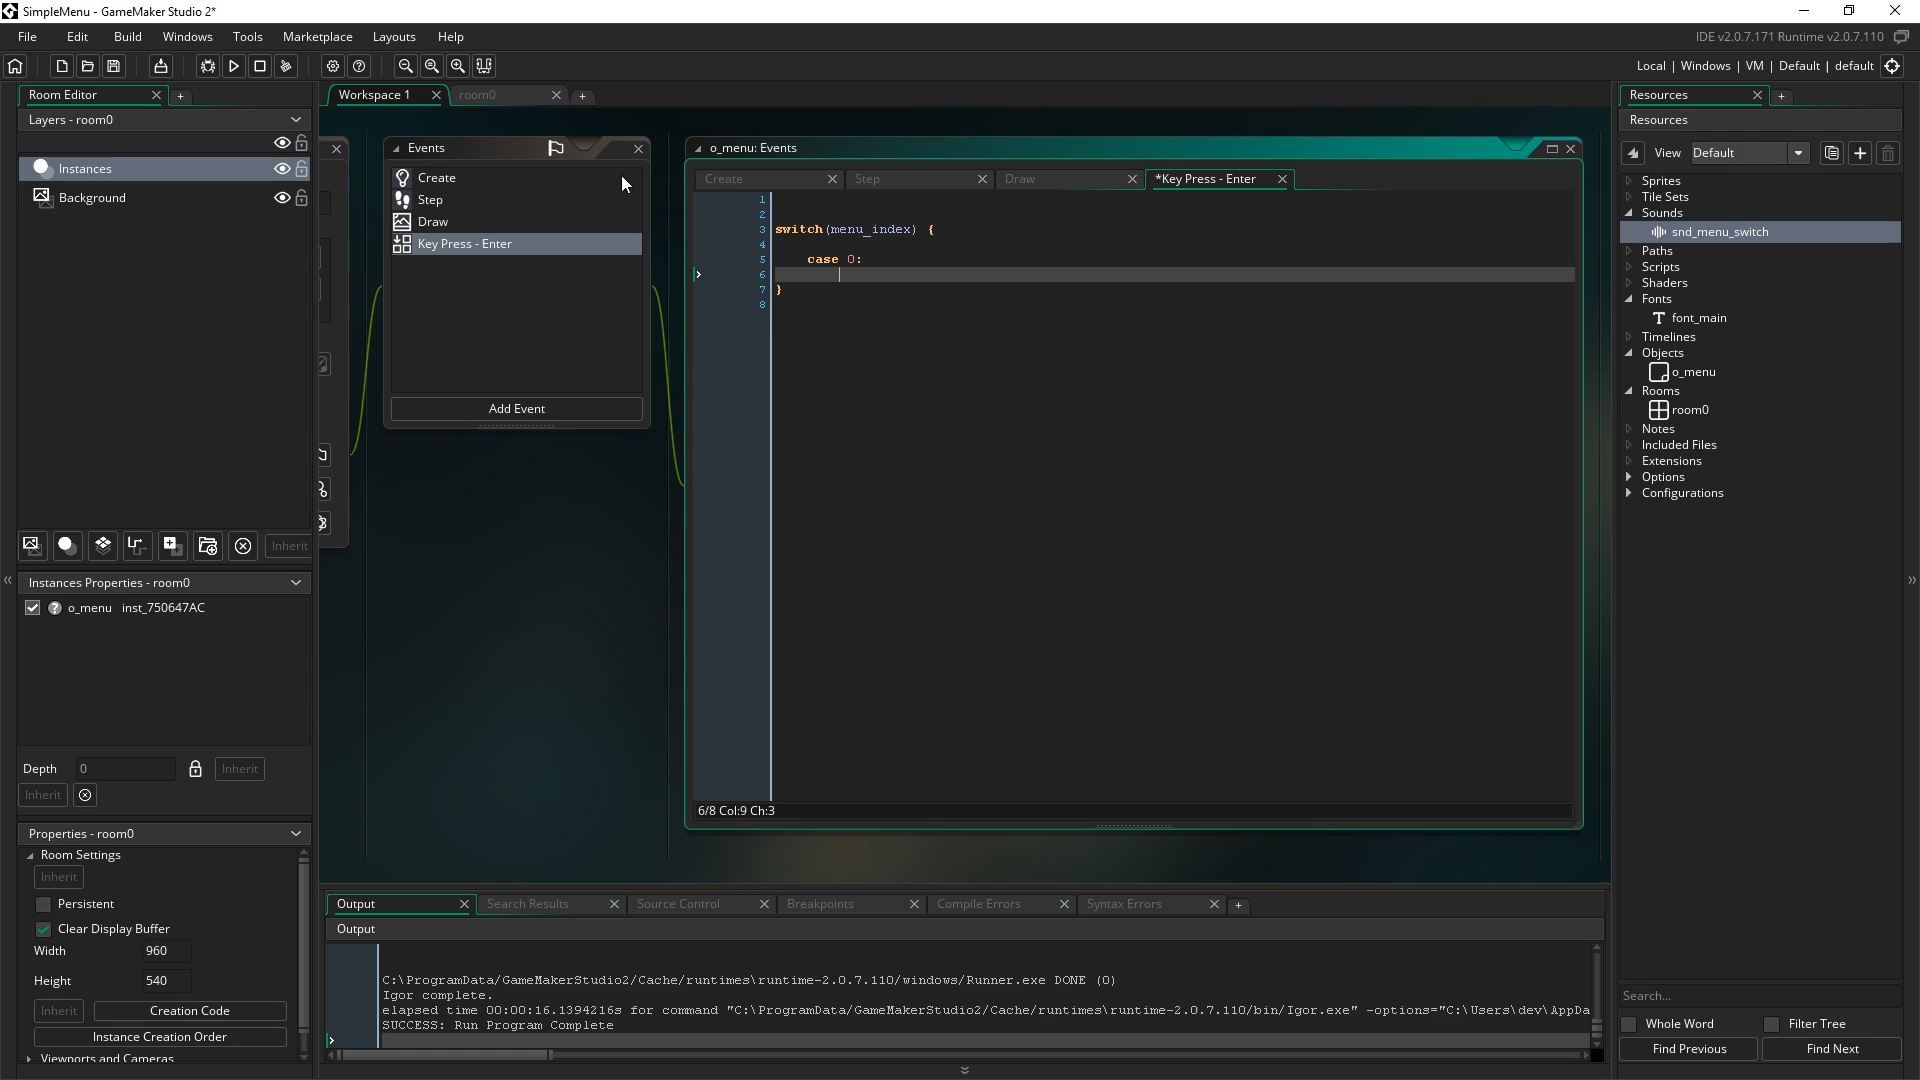 SimpleMenu - GameMaker Studio 2*
File Edit Build Windows Tools Marketplace Layouts Help
IDE v2.0.7.171 Runtime v2.0.7.110
Local | Windows | VM | Default | default
Room Editor
Layers - room0
Instances
Background
Inherit
Instances Properties - room0
o_menu inst_750647AC
Depth 0 Inherit
Inherit
Properties - room0
Room Settings
Inherit
Persistent
Clear Display Buffer
Width 960
Height 540
Inherit Creation Code
Instance Creation Order
Viewports and Cameras
Workspace 1
room0
Events
Create
Step
Draw
Key Press - Enter
Add Event
o_menu: Events
Create Step Draw *Key Press - Enter
1
2
3 switch(menu_index) {
4
5 case 0:
6
7 }
8
6/8 Col:9 Ch:3
Output Search Results Source Control Breakpoints Compile Errors Syntax Errors
Output
C:\ProgramData/GameMakerStudio2/Cache/runtimes\runtime-2.0.7.110/windows/Runner.exe DONE (0)
Igor complete.
elapsed time 00:00:16.1394216s for command "C:\ProgramData/GameMakerStudio2/Cache/runtimes\runtime-2.0.7.110/bin/Igor.exe" -options="C:\Users\dev\AppDa
SUCCESS: Run Program Complete
Resources
Resources
View Default
Sprites
Tile Sets
Sounds
snd_menu_switch
Paths
Scripts
Shaders
Fonts
font_main
Timelines
Objects
o_menu
Rooms
room0
Notes
Included Files
Extensions
Options
Configurations
Search...
Whole Word Filter Tree
Find Previous Find Next